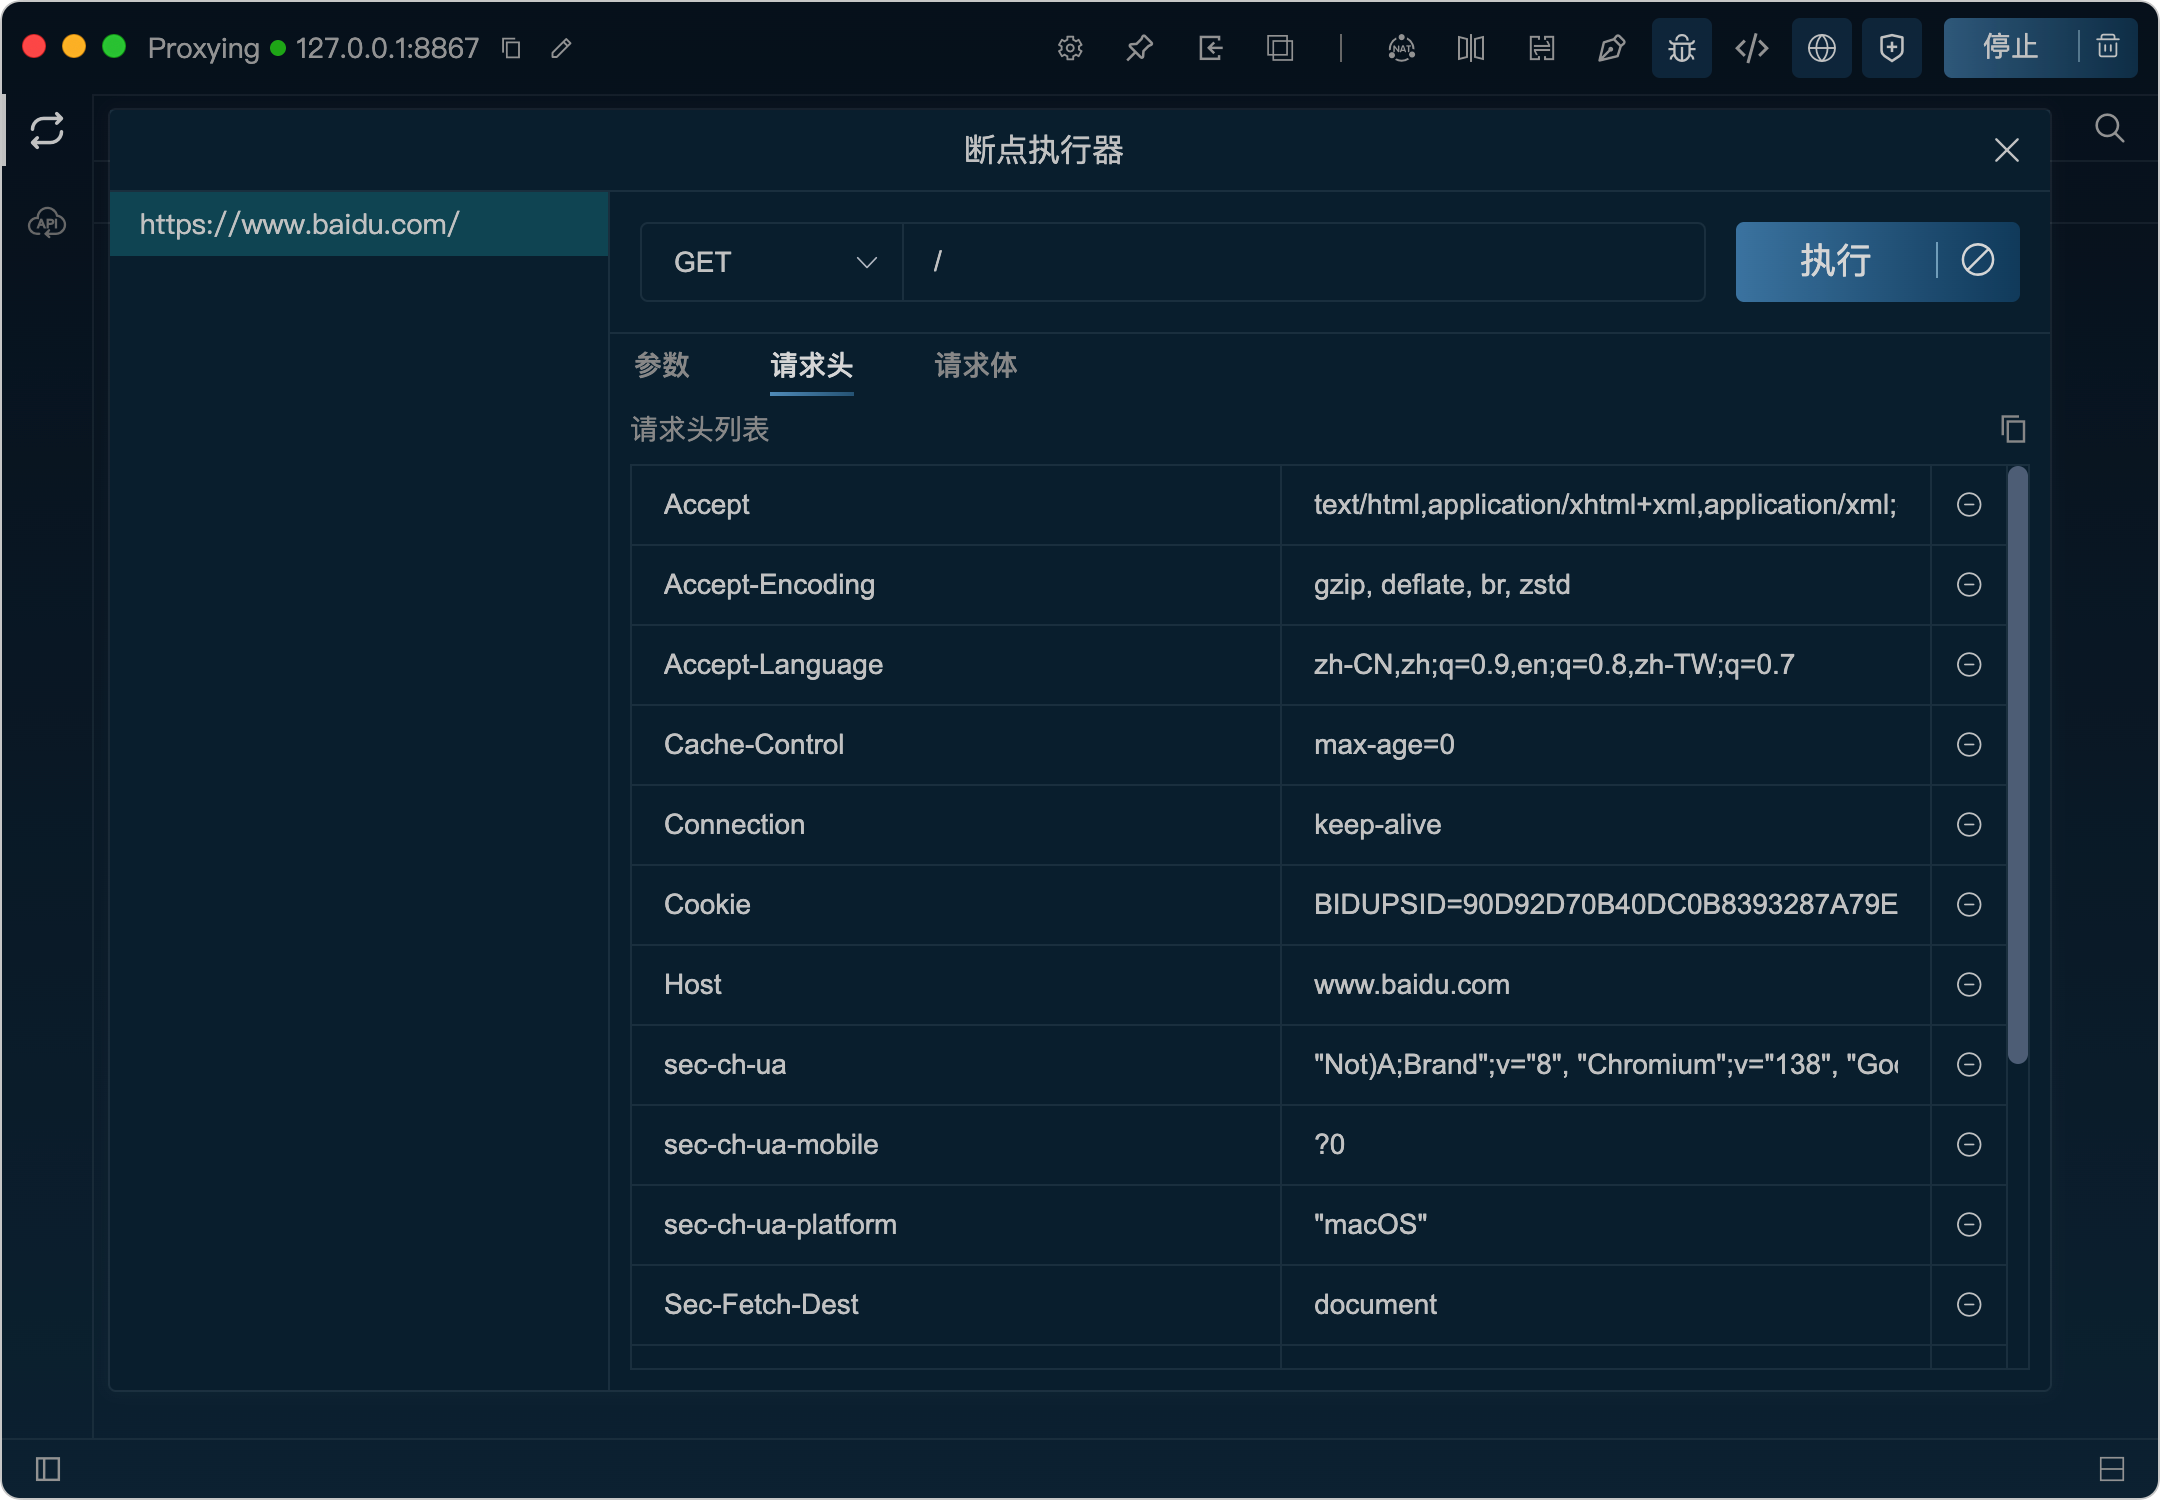 Proxying 127.0.0.1:8867
NAT
停止
API
断点执行器
https://www.baidu.com/
GET
/
执行
参数
请求头
请求体
请求头列表
Accept
text/html,application/xhtml+xml,application/xml;
Accept-Encoding
gzip, deflate, br, zstd
Accept-Language
zh-CN,zh;q=0.9,en;q=0.8,zh-TW;q=0.7
Cache-Control
max-age=0
Connection
keep-alive
Cookie
BIDUPSID=90D92D70B40DC0B8393287A79E
Host
www.baidu.com
sec-ch-ua
"Not)A;Brand";v="8", "Chromium";v="138", "Goo
sec-ch-ua-mobile
?0
sec-ch-ua-platform
"macOS"
Sec-Fetch-Dest
document